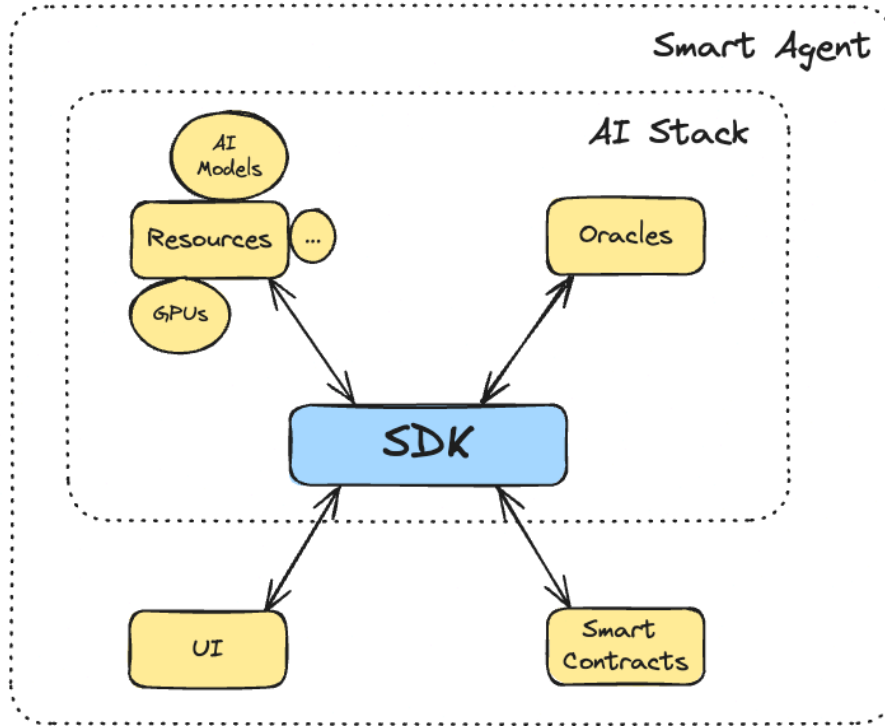 Smart Agent
AI Stack
AI
Models
Resources
...
GPUs
Oracles
SDK
UI
Smart
Contracts